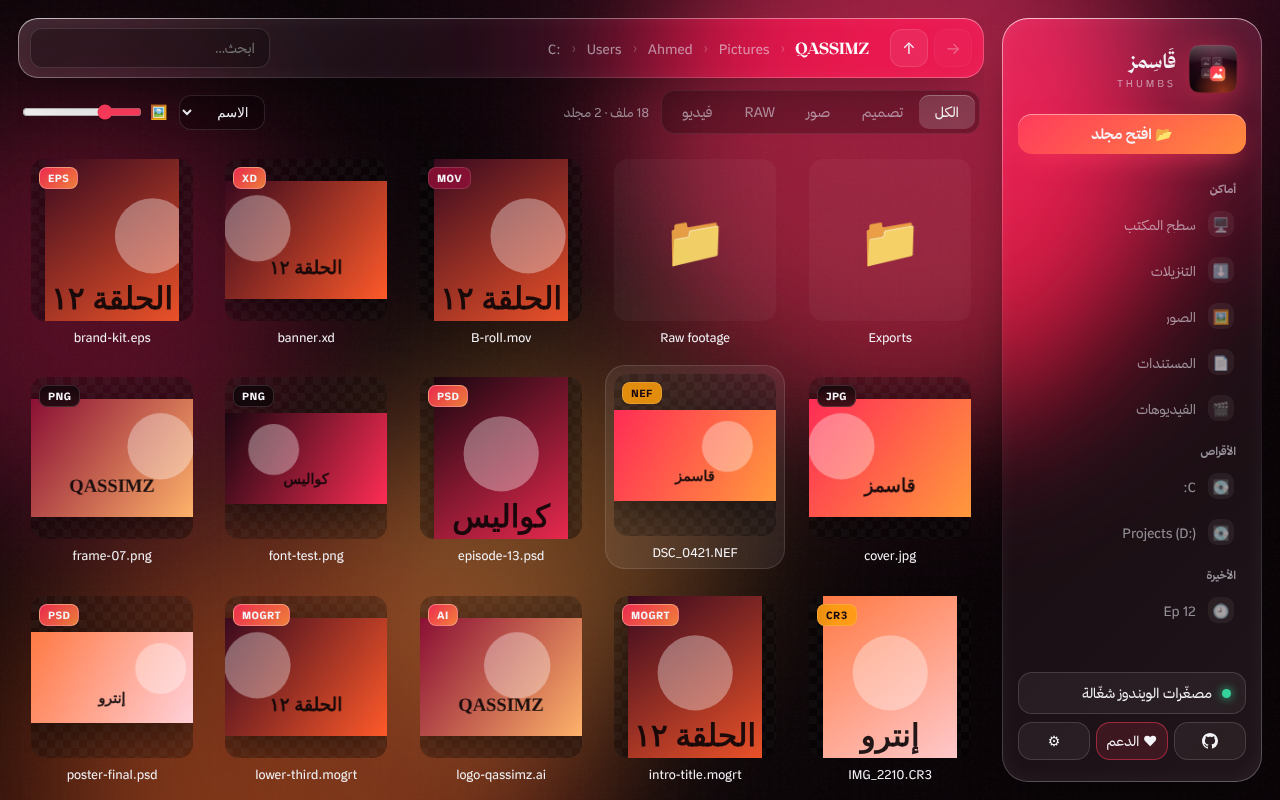 قَاسِمز
THUMBS
📂 افتح مجلد
أماكن
سطح المكتب
التنزيلات
الصور
المستندات
الفيديوهات
الأقراص
C:
Projects (D:)
الأخيرة
Ep 12
مصغّرات الويندوز شغّالة
♥ الدعم
→ ↑ QASSIMZ ‹ Pictures ‹ Ahmed ‹ Users ‹ C:
ابحث...
الكل تصميم صور RAW فيديو
18 ملف · 2 مجلد
الاسم
Exports
Raw footage
MOV
الحلقة ١٢
B-roll.mov
XD
الحلقة ١٢
banner.xd
EPS
الحلقة ١٢
brand-kit.eps
JPG
قاسمز
cover.jpg
NEF
قاسمز
DSC_0421.NEF
PSD
كواليس
episode-13.psd
PNG
كواليس
font-test.png
PNG
QASSIMZ
frame-07.png
CR3
إنترو
IMG_2210.CR3
MOGRT
الحلقة ١٢
intro-title.mogrt
AI
QASSIMZ
logo-qassimz.ai
MOGRT
الحلقة ١٢
lower-third.mogrt
PSD
إنترو
poster-final.psd